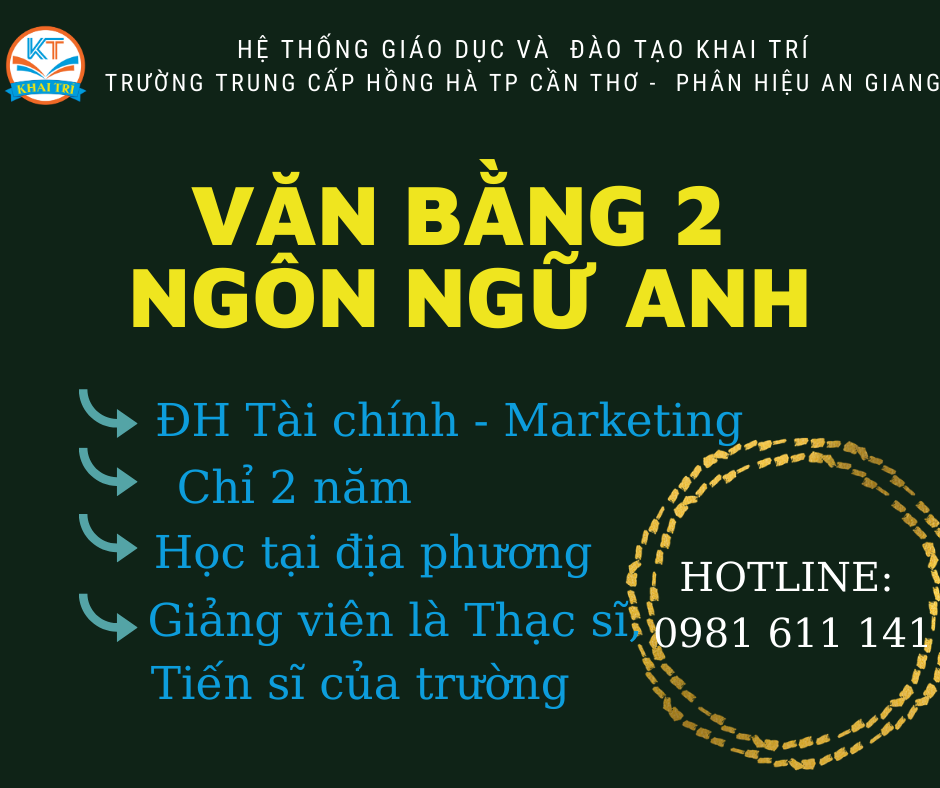 KT
KHAI TRÍ
HỆ THỐNG GIÁO DỤC VÀ ĐÀO TẠO KHAI TRÍ
TRƯỜNG TRUNG CẤP HỒNG HÀ TP CẦN THƠ - PHÂN HIỆU AN GIANG
VĂN BẰNG 2
NGÔN NGỮ ANH
ĐH Tài chính - Marketing
Chỉ 2 năm
Học tại địa phương
Giảng viên là Thạc sĩ,
Tiến sĩ của trường
HOTLINE:
0981 611 141